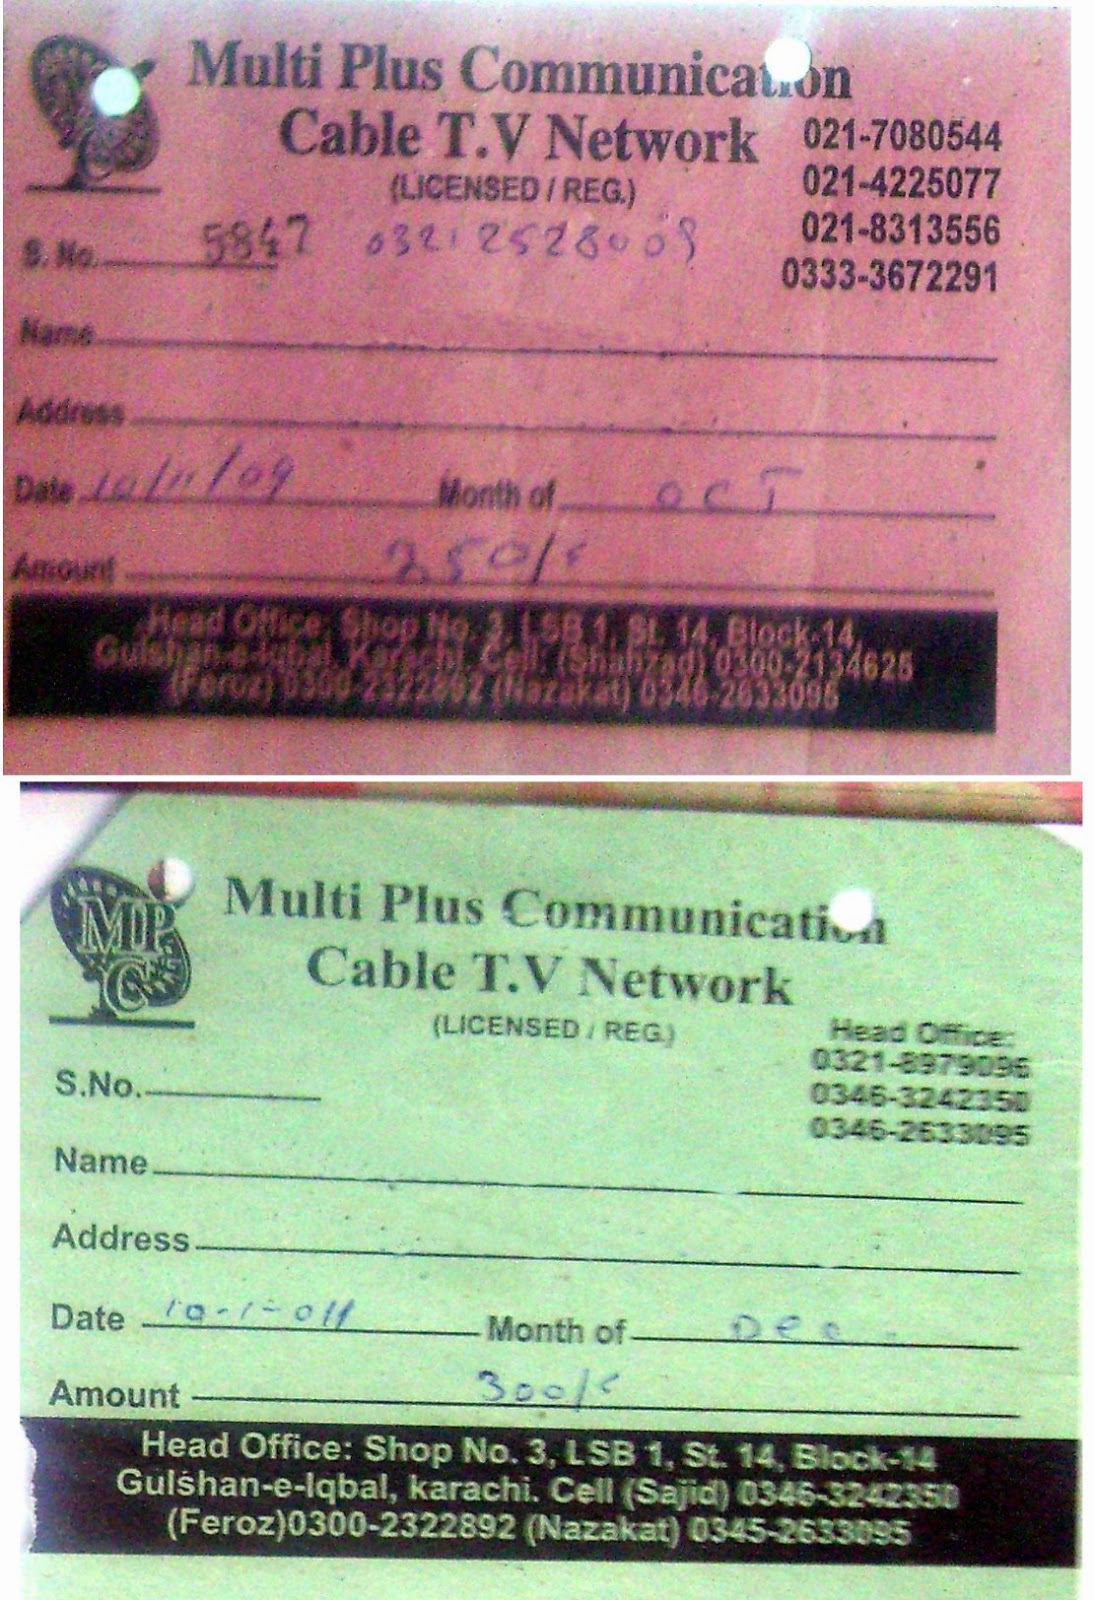 Multi Plus Communication
Cable T.V Network
(LICENSED / REG.)
021-7080544
021-4225077
021-8313556
0333-3672291
S. No. 5847 03212528009
Name
Address
Date 10/11/09 Month of OCT
Amount 250/=
Head Office: Shop No. 3, LSB 1, St. 14, Block-14,
Gulshan-e-Iqbal, Karachi. Cell: (Shahzad) 0300-2134625
(Feroz) 0300-2322892 (Nazakat) 0346-2633095
MPC
Multi Plus Communication
Cable T.V Network
(LICENSED / REG.)
Head Office:
0321-8979096
0346-3242350
0346-2633095
S.No.
Name
Address
Date 10-1-011 Month of Dec
Amount 300/=
Head Office: Shop No. 3, LSB 1, St. 14, Block-14
Gulshan-e-Iqbal, karachi. Cell (Sajid) 0346-3242350
(Feroz)0300-2322892 (Nazakat) 0345-2633095